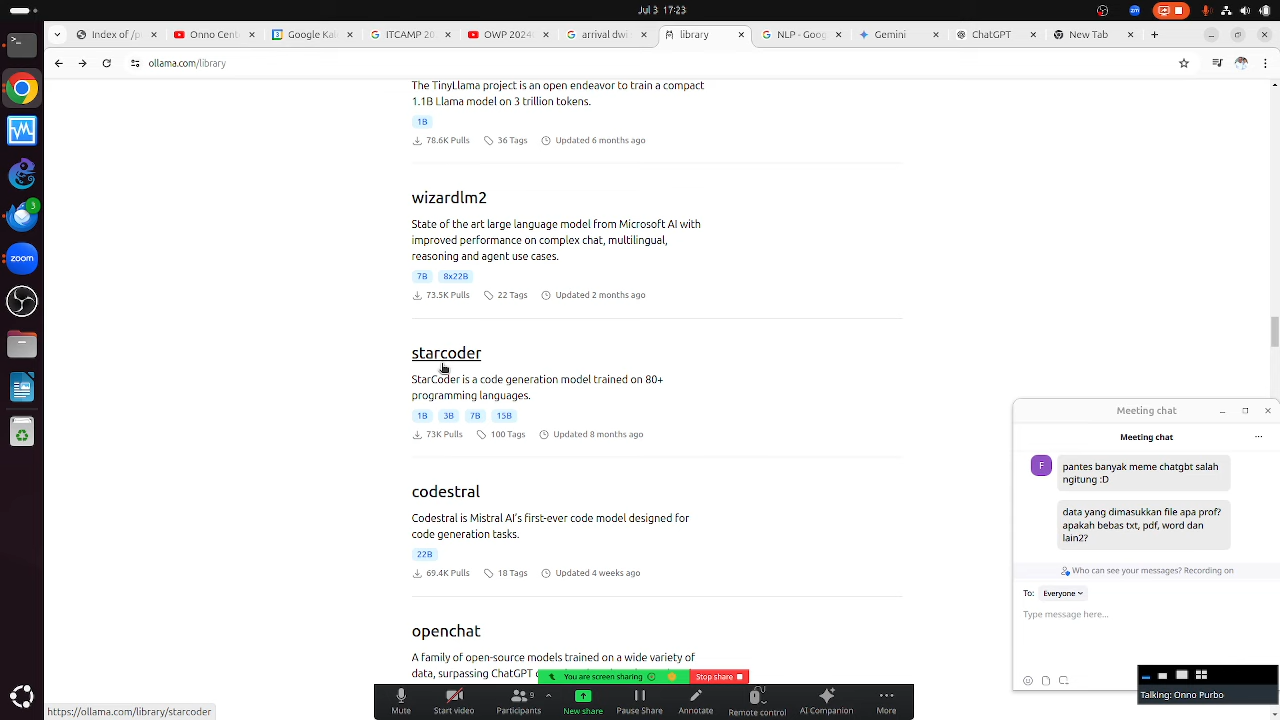 Jul 3 17:23
Index of /p
Onno Cent
Google Kal
ITCAMP 20
OWP 2024
arrival dwi
library
NLP - Goog
Gemini
ChatGPT
New Tab
ollama.com/library
The TinyLlama project is an open endeavor to train a compact
1.1B Llama model on 3 trillion tokens.
1B
78.6K Pulls 36 Tags Updated 6 months ago
wizardlm2
State of the art large language model from Microsoft AI with
improved performance on complex chat, multilingual,
reasoning and agent use cases.
7B 8x22B
73.5K Pulls 22 Tags Updated 2 months ago
starcoder
StarCoder is a code generation model trained on 80+
programming languages.
1B 3B 7B 15B
73K Pulls 100 Tags Updated 8 months ago
codestral
Codestral is Mistral AI's first-ever code model designed for
code generation tasks.
22B
69.4K Pulls 18 Tags Updated 4 weeks ago
openchat
A family of open-source models trained on a wide variety of
data, surpassing ChatGPT
You are screen sharing
Stop share
Mute
Start video
Participants 9
New share
Pause Share
Annotate
Remote control
AI Companion
More
Meeting chat
Meeting chat
F
pantes banyak meme chatgbt salah
ngitung :D
data yang dimasukkan file apa prof?
apakah bebas txt, pdf, word dan
lain2?
Who can see your messages? Recording on
To: Everyone
Type message here...
Talking: Onno Purbo
zoom
3
https://ollama.com/library/starcoder